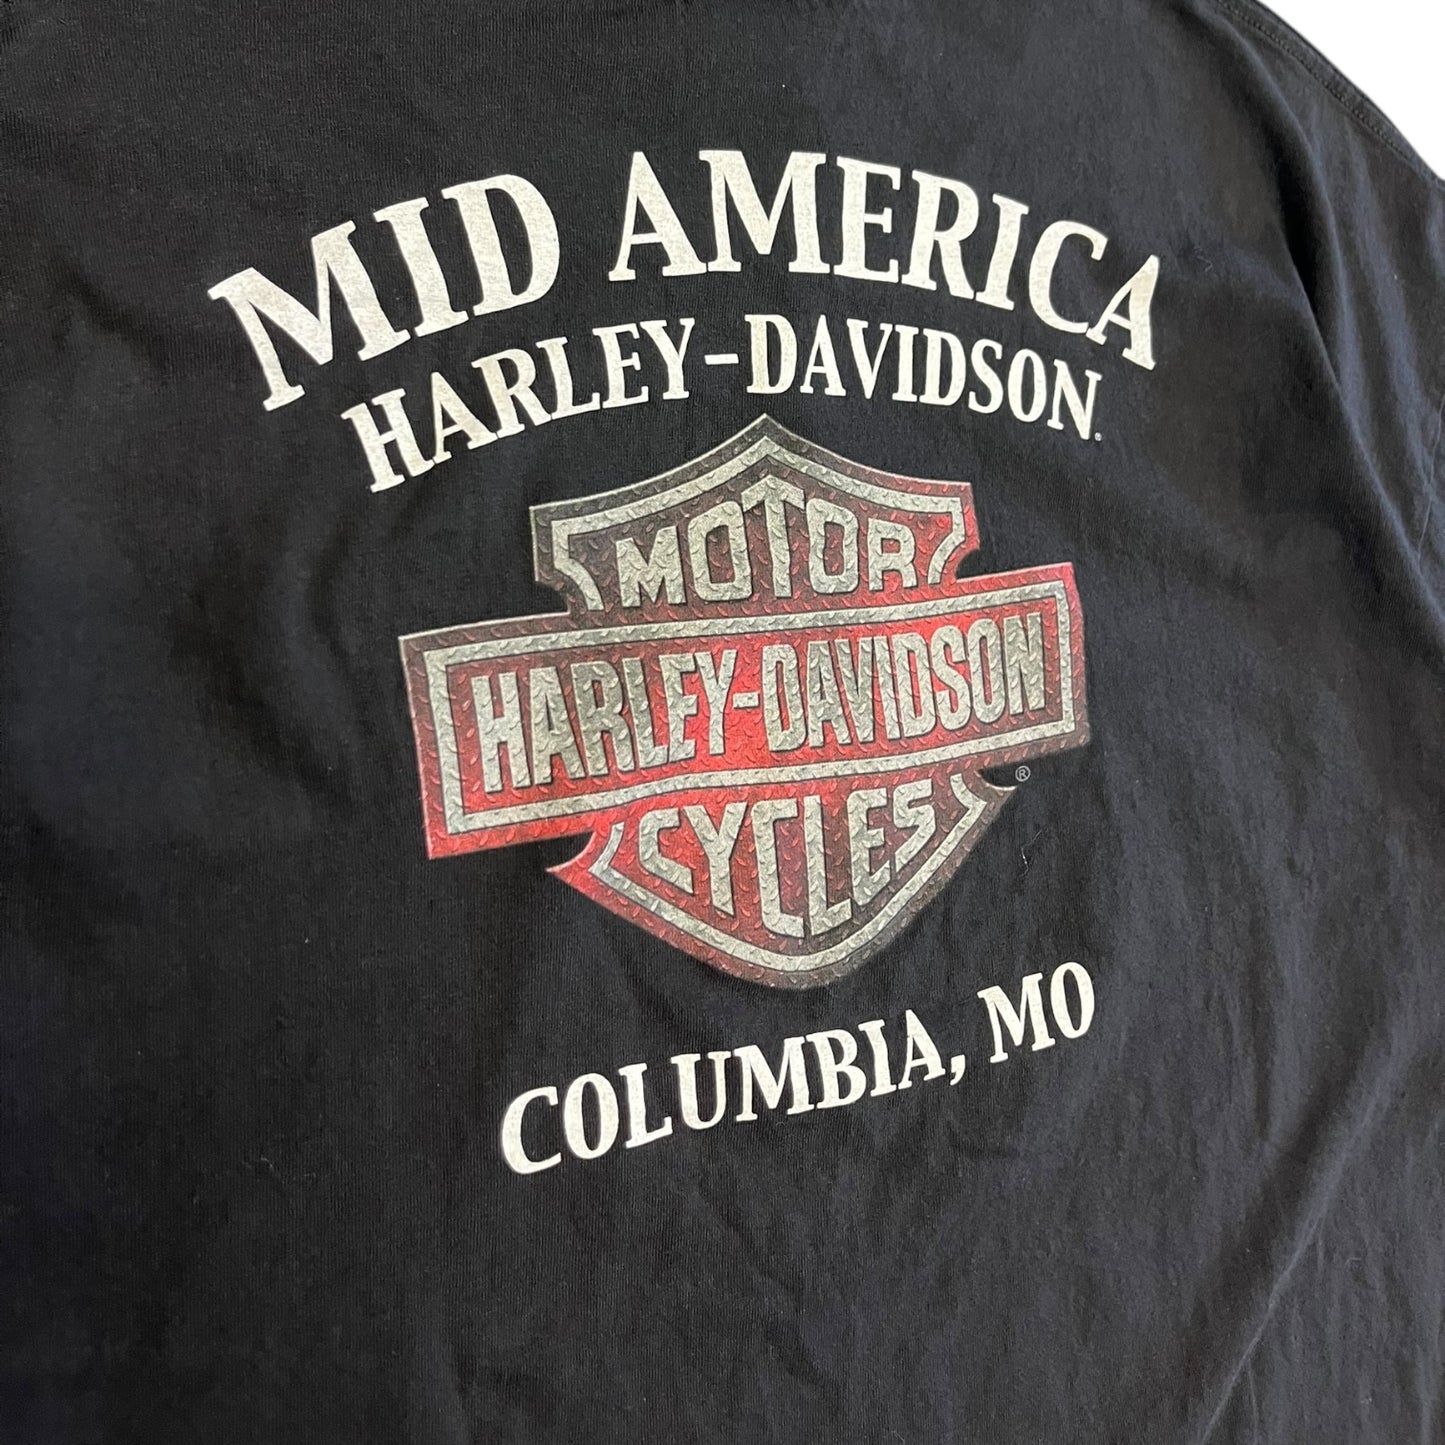 MID AMERICA
HARLEY-DAVIDSON.
MOTOR
HARLEY-DAVIDSON
®
CYCLES
COLUMBIA, MO